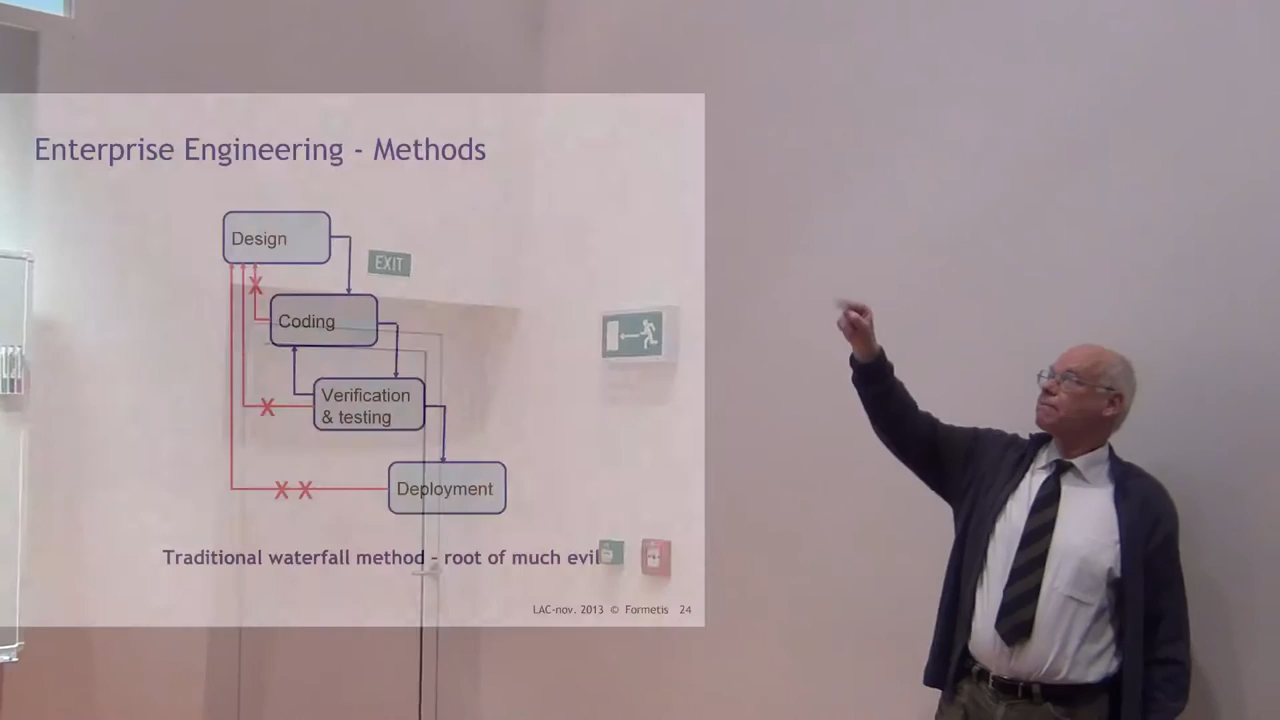 Enterprise Engineering - Methods
Design
EXIT
X
Coding
Verification
& testing
X
X X
Deployment
Traditional waterfall method - root of much evil
LAC-nov. 2013 © Formetis 24